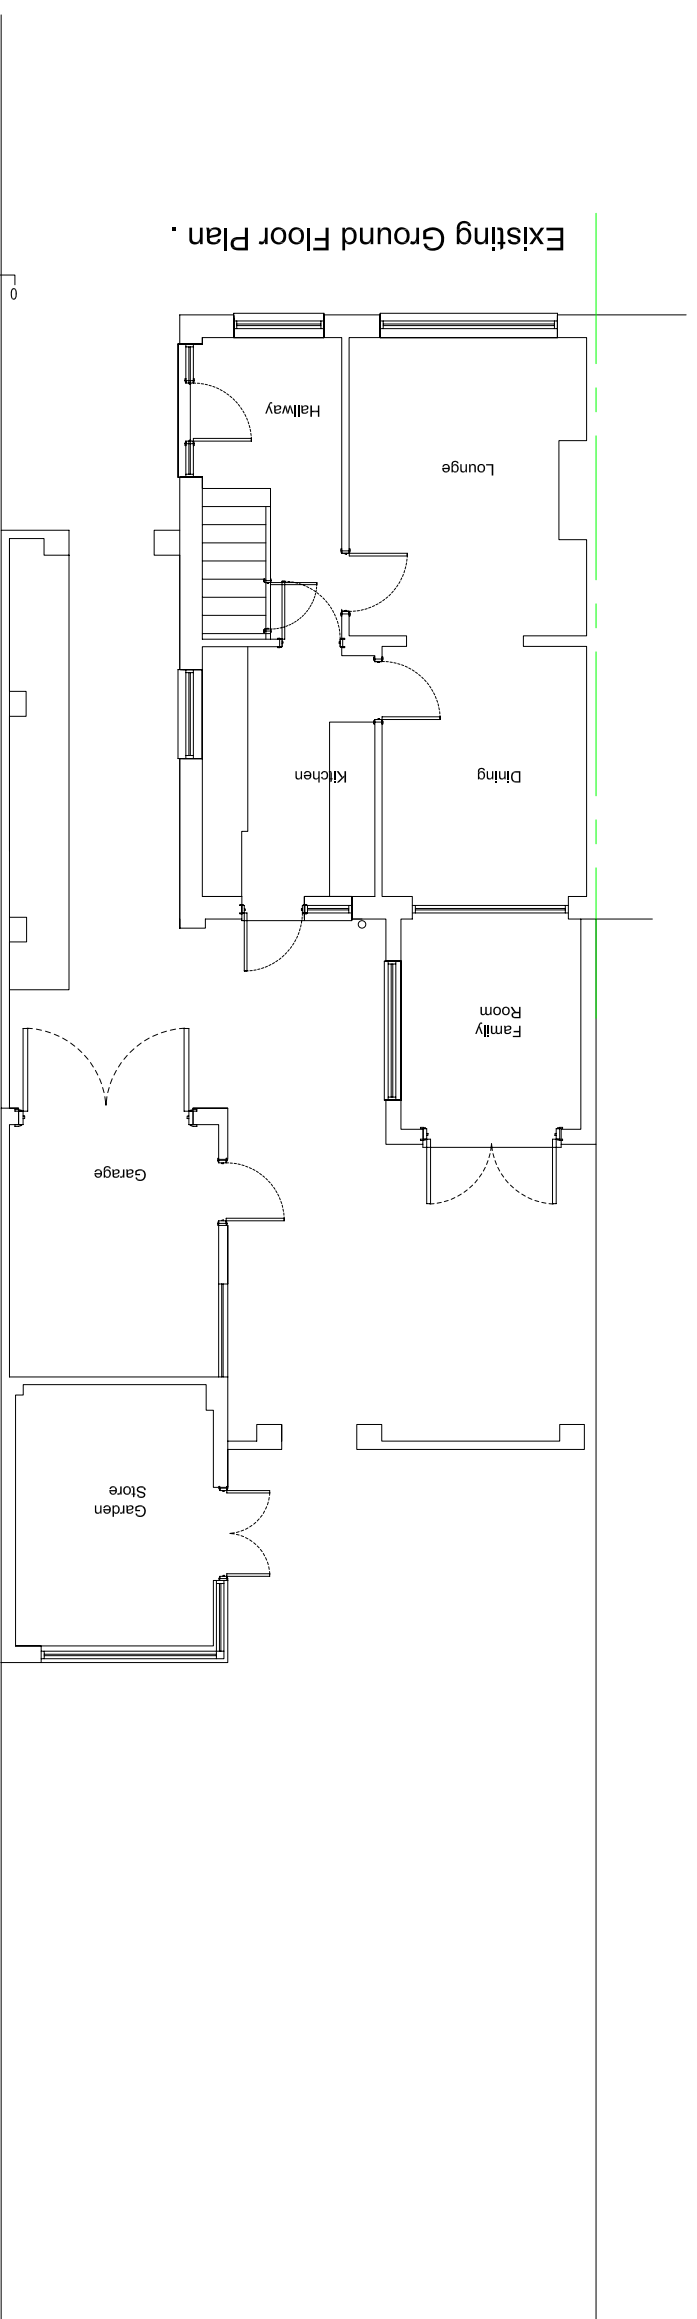 Garden
Store
Garage
Family
Room
Dining
Kitchen
Lounge
Hallway
0
Existing Ground Floor Plan .